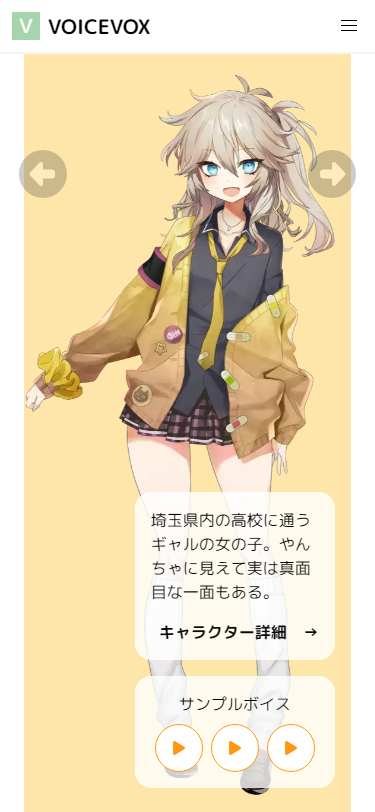 V VOICEVOX
埼玉県内の高校に通う
ギャルの女の子。やん
ちゃに見えて実は真面
目な一面もある。
キャラクター詳細 →
サンプルボイス